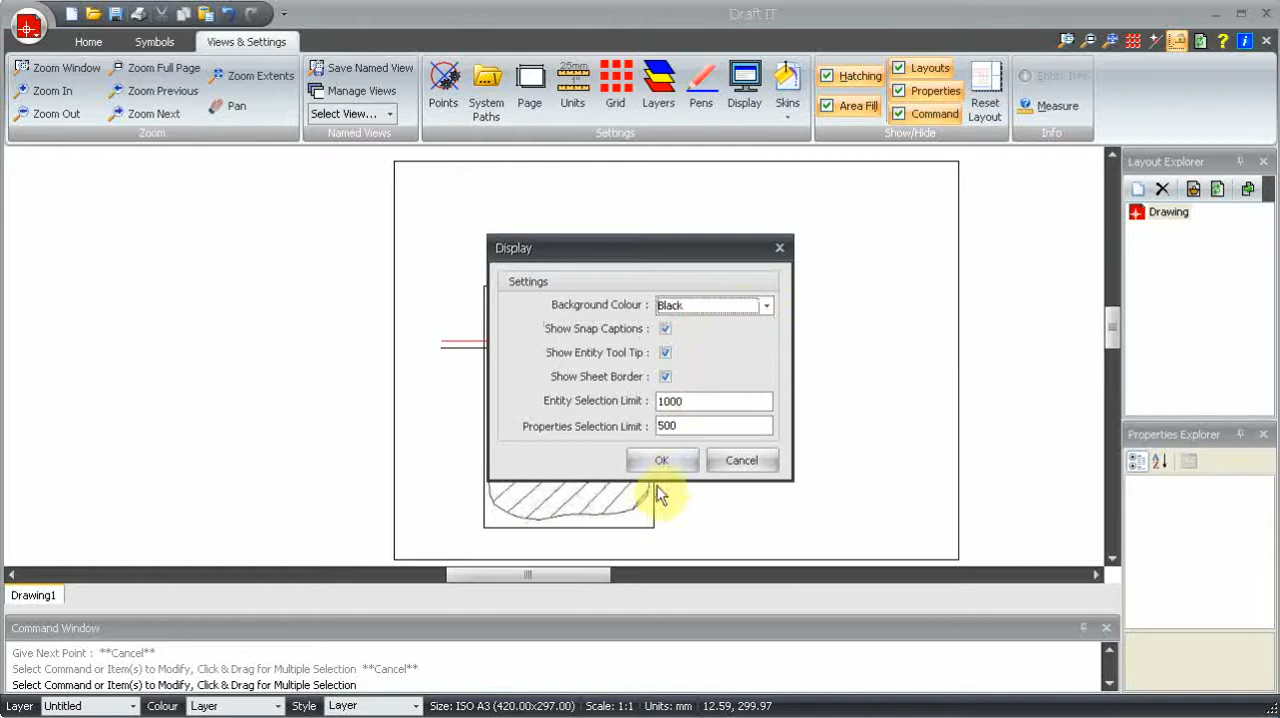 Draft IT
Home Symbols Views & Settings
Zoom Window Zoom Full Page Zoom Extents
Zoom In Zoom Previous Pan
Zoom Out Zoom Next
Zoom
Save Named View
Manage Views
Select View...
Named Views
25mm
1"
Points System Paths Page Units Grid Layers Pens Display Skins
Settings
Hatching Layouts
Area Fill Properties
Command
Reset Layout
Show/Hide
Entity Info
Measure
Info
Layout Explorer
Drawing
Display
Settings
Background Colour : Black
Show Snap Captions :
Show Entity Tool Tip :
Show Sheet Border :
Entity Selection Limit : 1000
Properties Selection Limit : 500
OK Cancel
Properties Explorer
Drawing1
Command Window
Give Next Point : **Cancel**
Select Command or Item(s) to Modify, Click & Drag for Multiple Selection **Cancel**
Select Command or Item(s) to Modify, Click & Drag for Multiple Selection
Layer Untitled Colour Layer Style Layer Size: ISO A3 (420.00x297.00) Scale: 1:1 Units: mm 12.59, 299.97